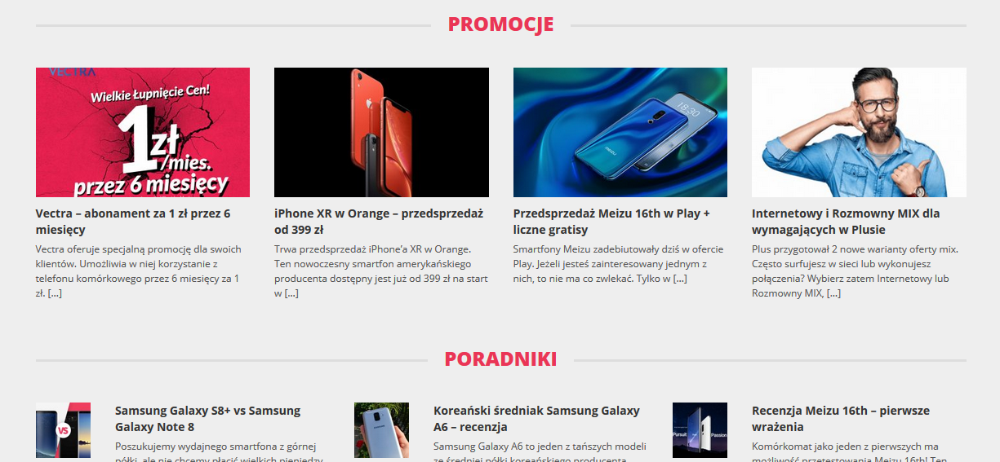 PROMOCJE
VECTRA
Wielkie Łupnięcie Cen!
1zł
/mies.
przez 6 miesięcy
18:30
MEIZU
Vectra – abonament za 1 zł przez 6
miesięcy
Vectra oferuje specjalną promocję dla swoich
klientów. Umożliwia w niej korzystanie z
telefonu komórkowego przez 6 miesięcy za 1
zł. [...]
iPhone XR w Orange – przedsprzedaż
od 399 zł
Trwa przedsprzedaż iPhone’a XR w Orange.
Ten nowoczesny smartfon amerykańskiego
producenta dostępny jest już od 399 zł na start
w [...]
Przedsprzedaż Meizu 16th w Play +
liczne gratisy
Smartfony Meizu zadebiutowały dziś w ofercie
Play. Jeżeli jesteś zainteresowany jednym z
nich, to nie ma co zwlekać. Tylko w [...]
Internetowy i Rozmowny MIX dla
wymagających w Plusie
Plus przygotował 2 nowe warianty oferty mix.
Często surfujesz w sieci lub wykonujesz
połączenia? Wybierz zatem Internetowy lub
Rozmowny MIX, [...]
PORADNIKI
VS
Samsung Galaxy S8+ vs Samsung
Galaxy Note 8
Poszukujemy wydajnego smartfona z górnej
półki, ale nie chcemy płacić wielkich pieniędzy
SAMSUNG
Koreański średniak Samsung Galaxy
A6 – recenzja
Samsung Galaxy A6 to jeden z tańszych modeli
ze średniej półki koreańskiego producenta
Pursuit
Passion
Recenzja Meizu 16th – pierwsze
wrażenia
Komórkomat jako jeden z pierwszych ma
możliwość przetestowania Meizu 16th! Ten